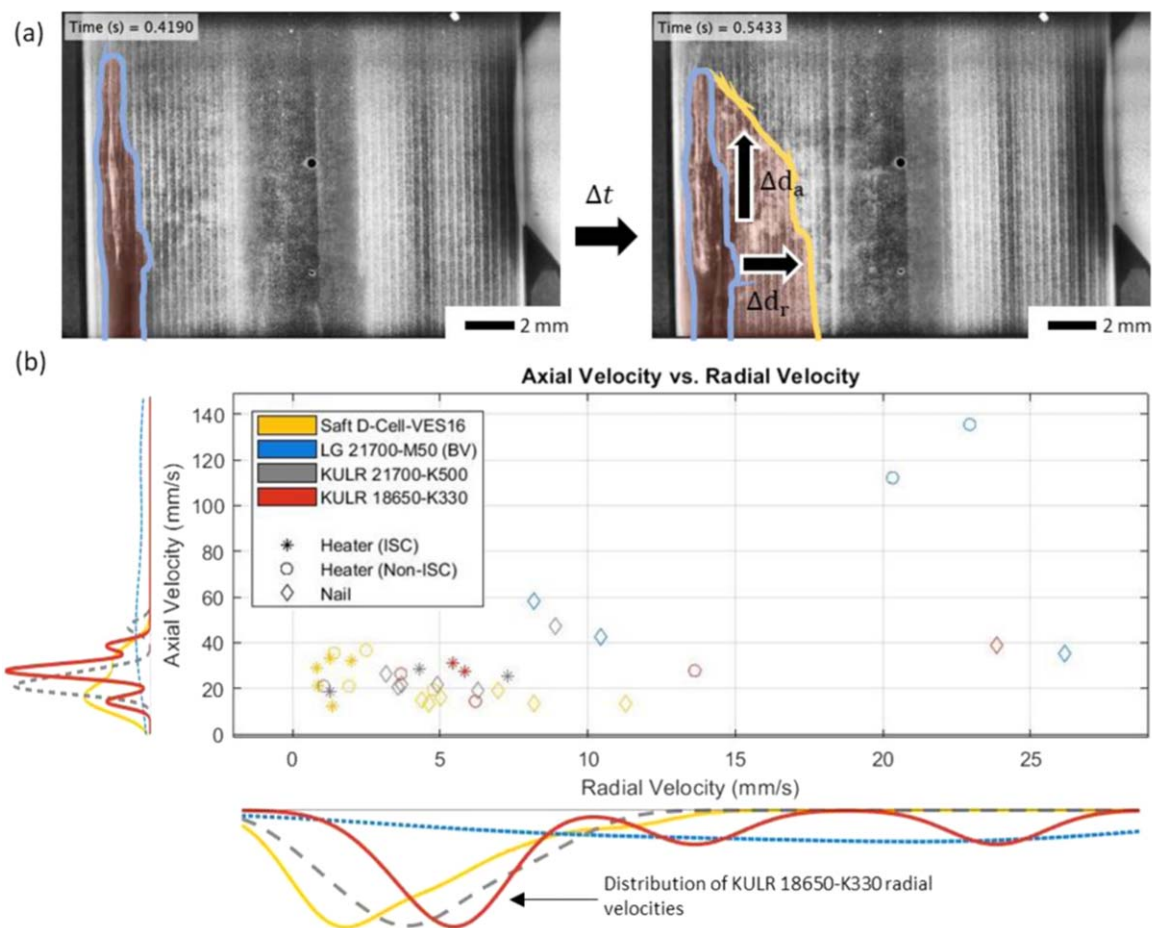 (a)
Time (s) = 0.4190
2 mm
Δt
Time (s) = 0.5433
Δdₐ
Δdᵣ
2 mm
(b)
Axial Velocity vs. Radial Velocity
Axial Velocity (mm/s)
140
120
100
80
60
40
20
0
Saft D-Cell-VES16
LG 21700-M50 (BV)
KULR 21700-K500
KULR 18650-K330
Heater (ISC)
Heater (Non-ISC)
Nail
0 5 10 15 20 25
Radial Velocity (mm/s)
Distribution of KULR 18650-K330 radial
velocities